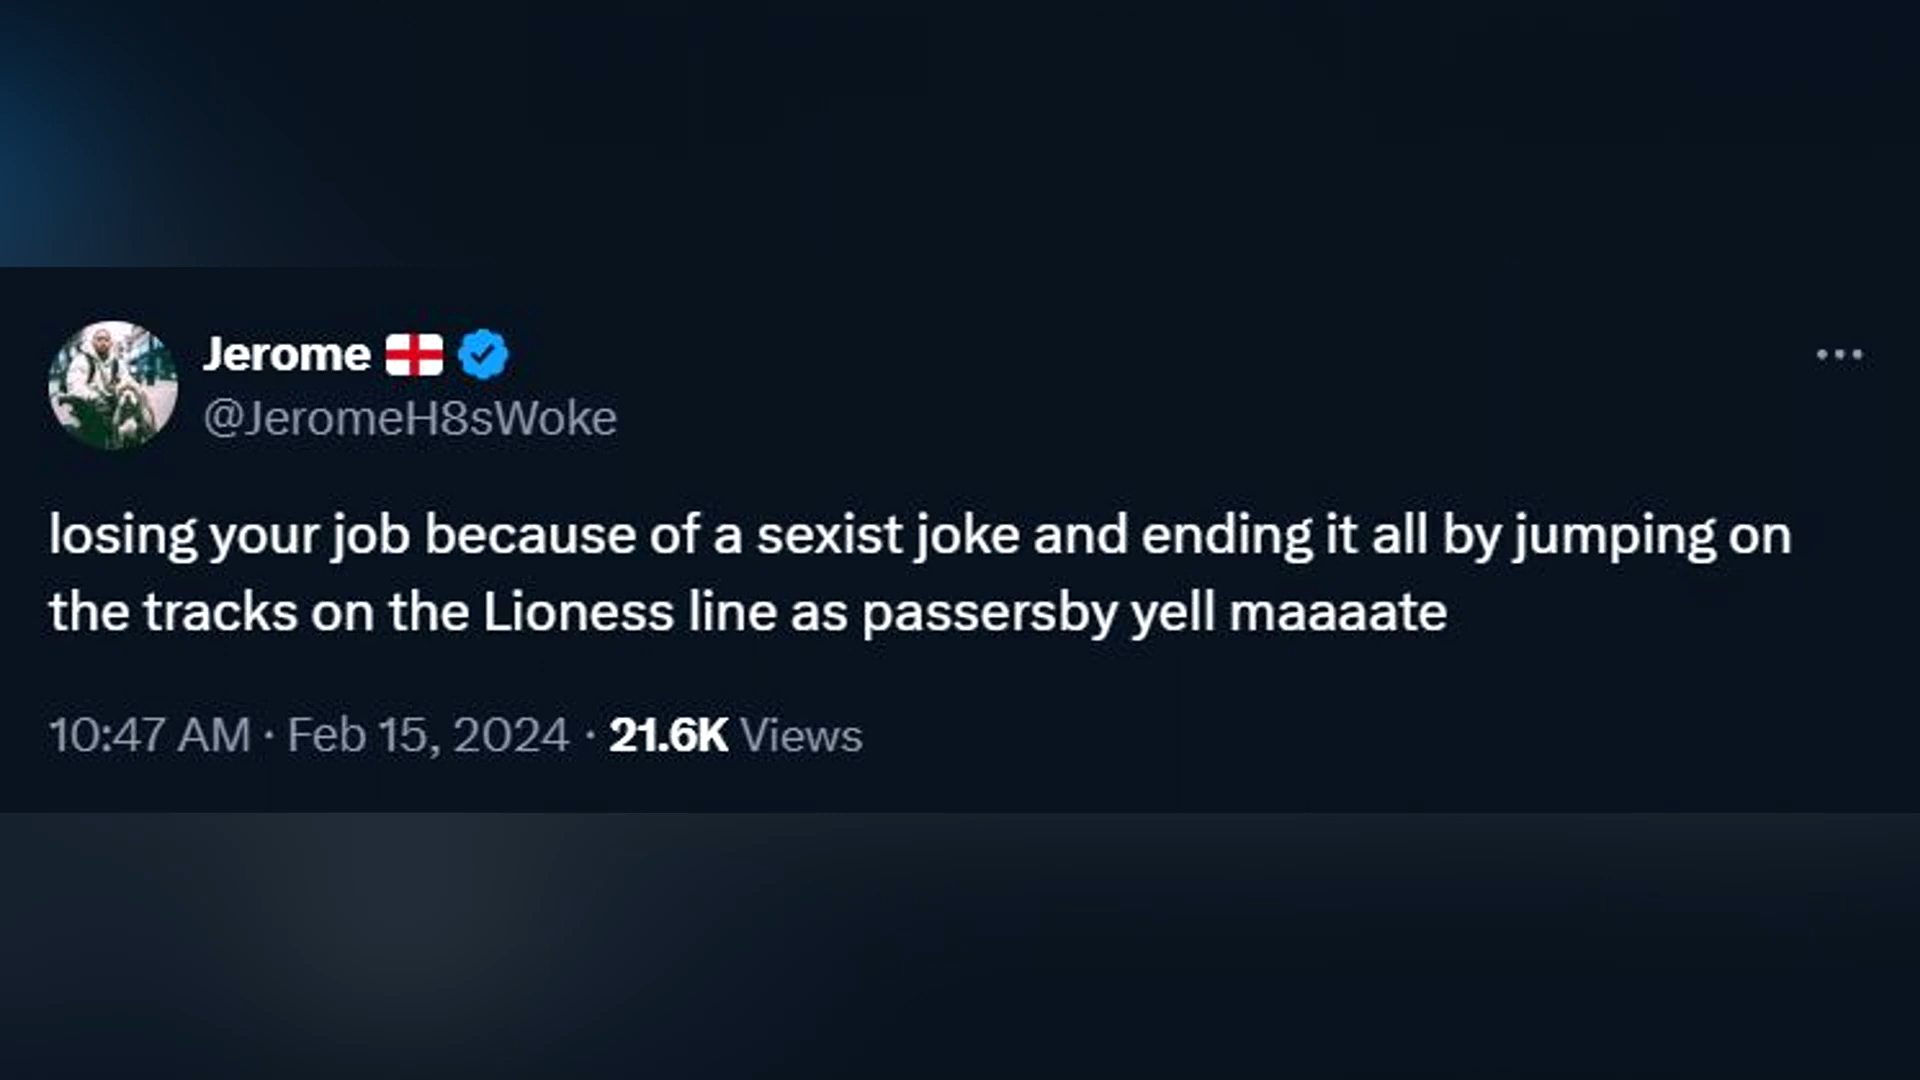 Jerome
@JeromeH8sWoke
losing your job because of a sexist joke and ending it all by jumping on
the tracks on the Lioness line as passersby yell maaaate
10:47 AM · Feb 15, 2024 · 21.6K Views